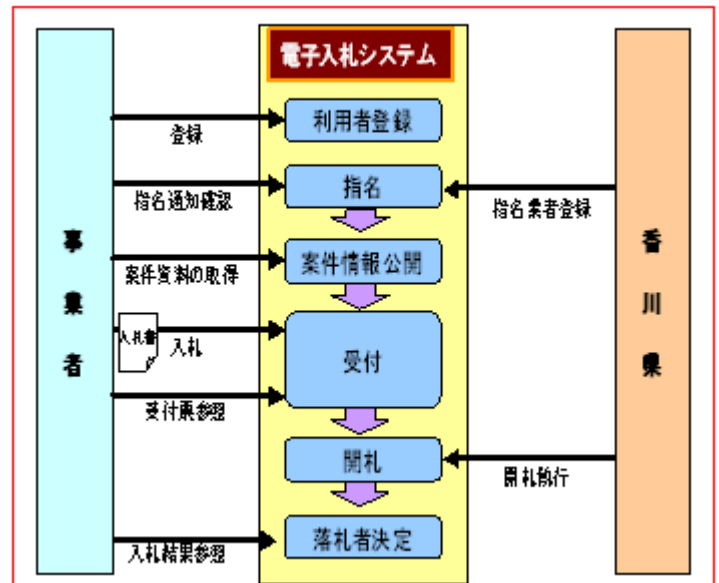 電子入札システム
利用者登録
登録
指名
指名通知確認
指名業者登録
事業者
香川県
案件情報公開
案件資料の取得
入札書
入札
受付
受付票参照
開札
開札執行
落札者決定
入札結果参照